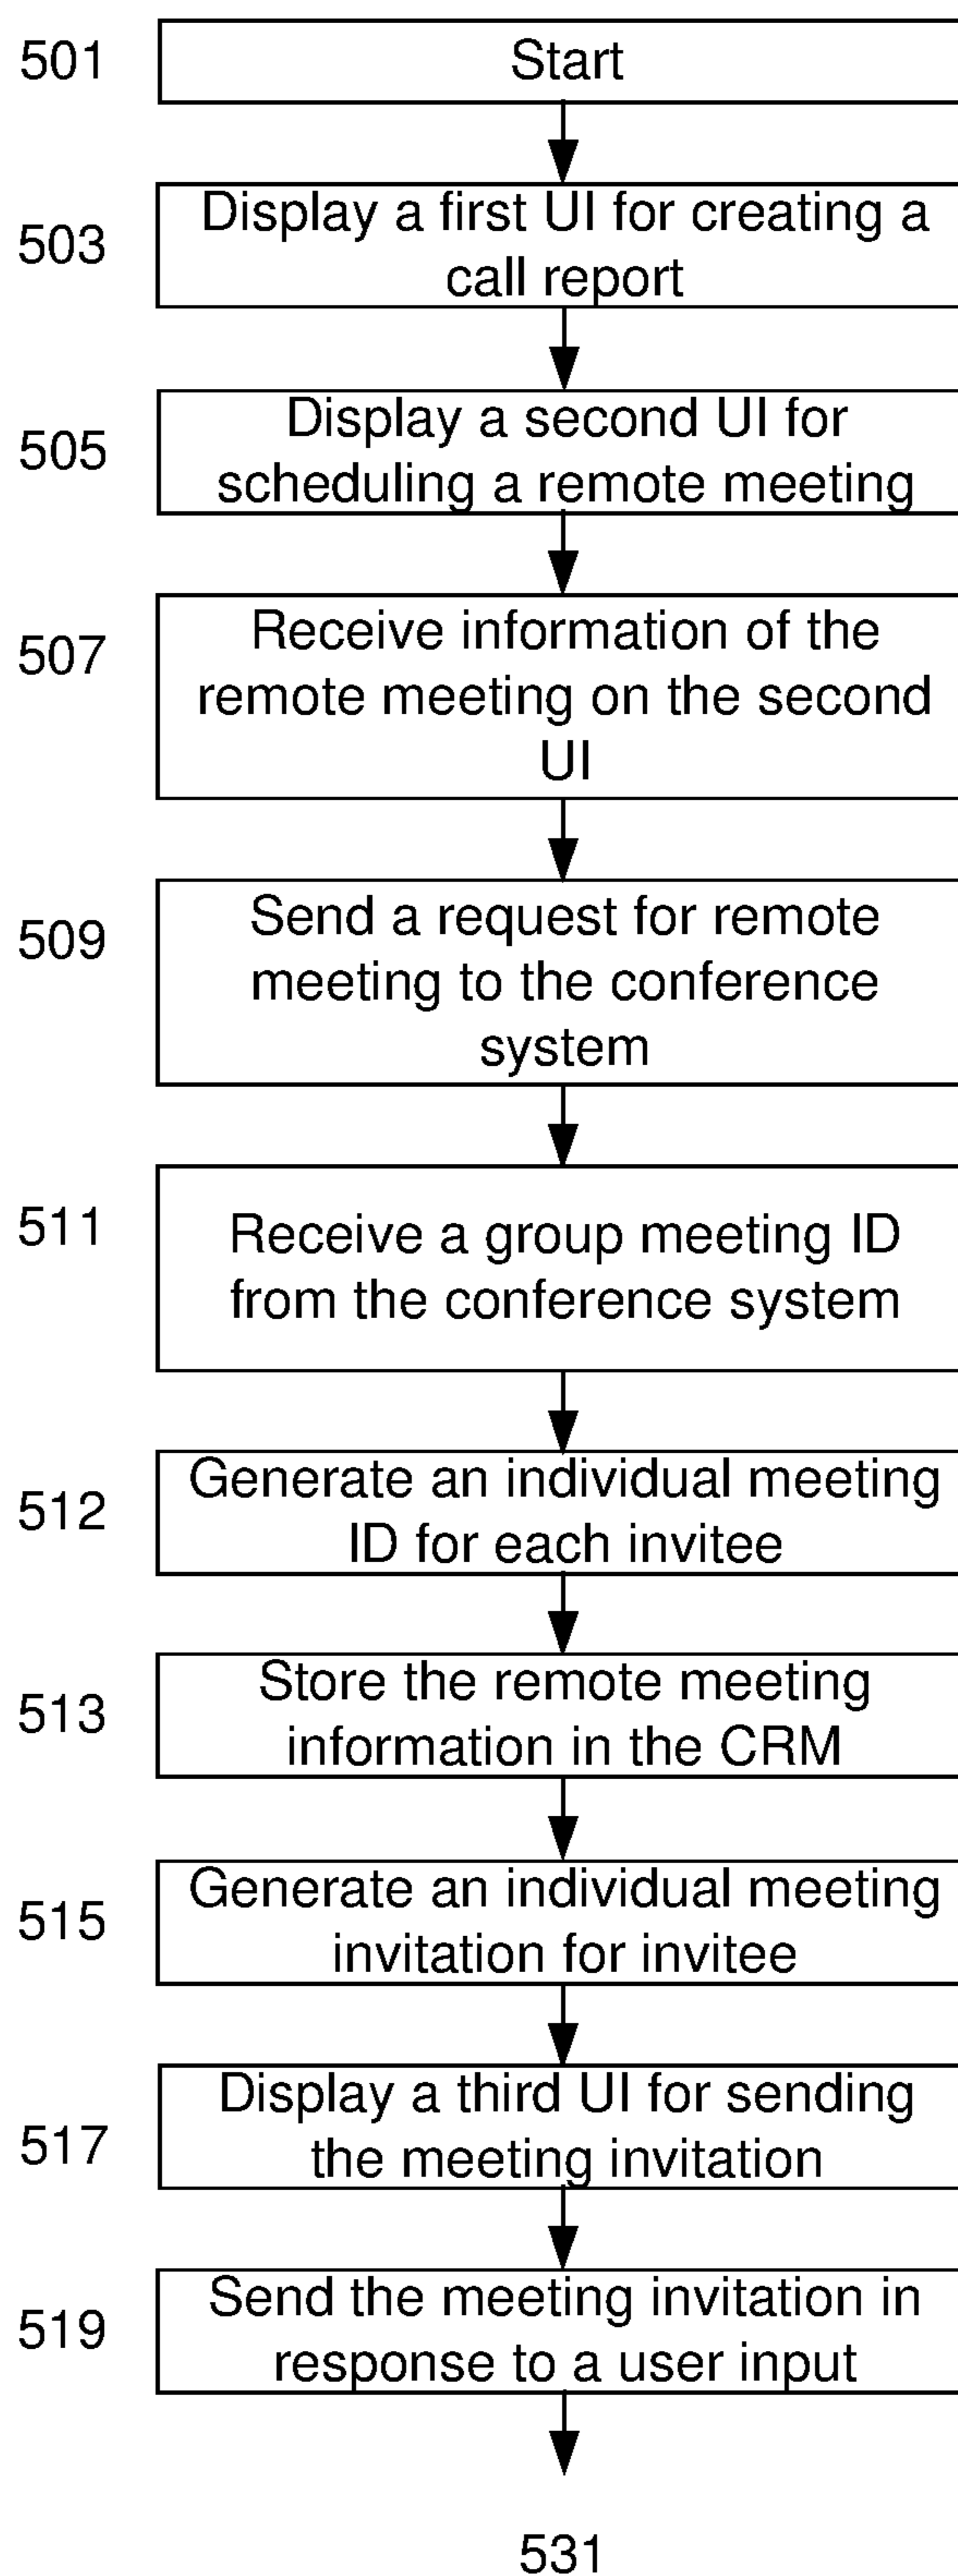 501
Start
503
Display a first UI for creating a
call report
505
Display a second UI for
scheduling a remote meeting
507
Receive information of the
remote meeting on the second
UI
509
Send a request for remote
meeting to the conference
system
511
Receive a group meeting ID
from the conference system
512
Generate an individual meeting
ID for each invitee
513
Store the remote meeting
information in the CRM
515
Generate an individual meeting
invitation for invitee
517
Display a third UI for sending
the meeting invitation
519
Send the meeting invitation in
response to a user input
531